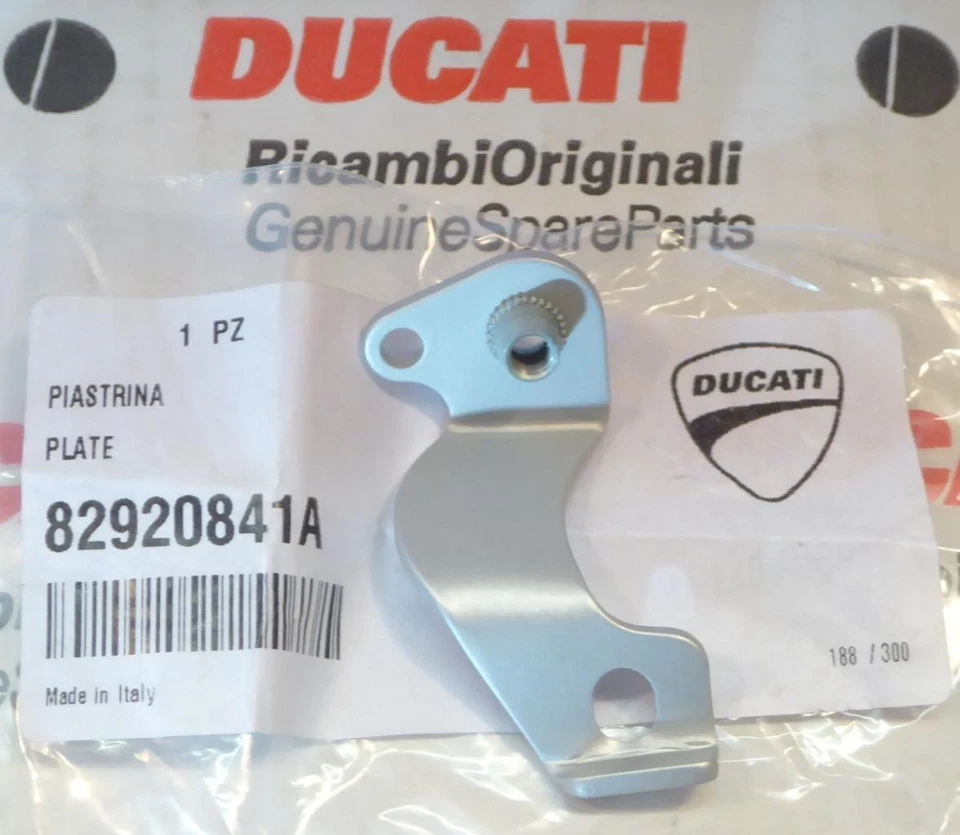 DUCATI
RicambiOriginali
GenuineSpareParts
1 PZ
PIASTRINA
PLATE
82920841A
Made in Italy
DUCATI
188 / 300